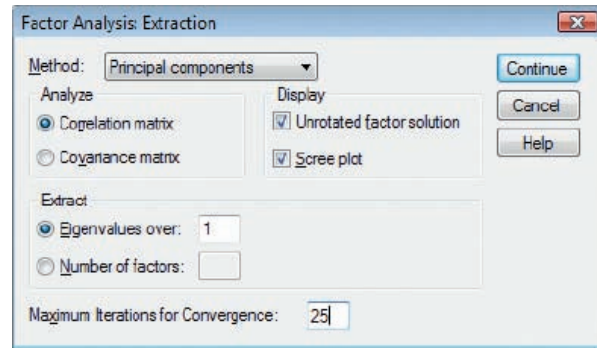 Factor Analysis: Extraction
Method: Principal components
Continue
Cancel
Help
Analyze
Correlation matrix
Covariance matrix
Display
Unrotated factor solution
Scree plot
Extract
Eigenvalues over: 1
Number of factors:
Maximum Iterations for Convergence: 25